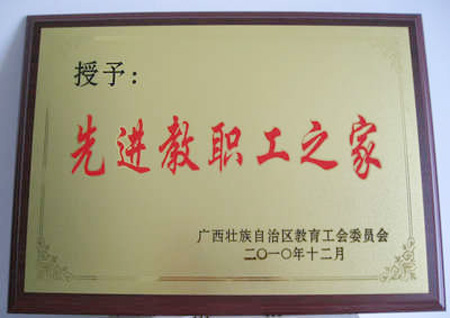 授予：
先进教职工之家
广西壮族自治区教育工会委员会
二〇一〇年十二月